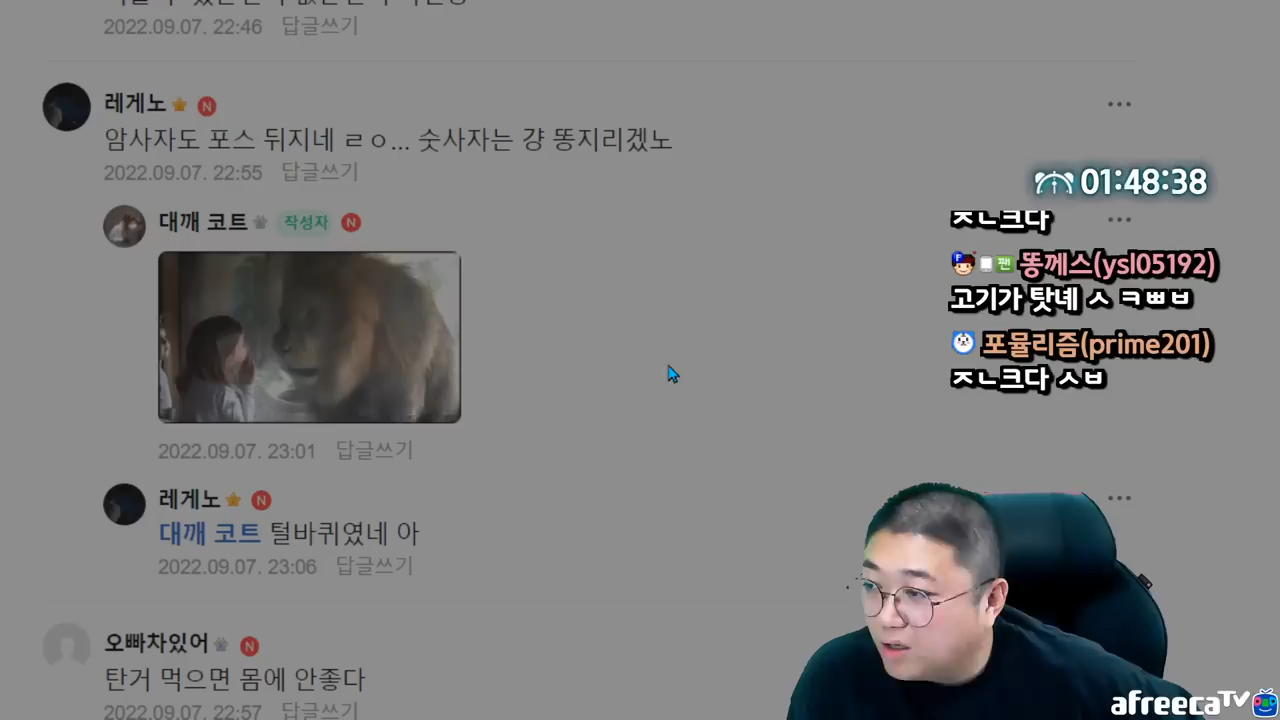 2022.09.07. 22:46 답글쓰기
레게노 N
암사자도 포스 뒤지네 ㄹㅇ... 숫사자는 걍 똥지리겠노
2022.09.07. 22:55 답글쓰기
01:48:38
ㅈㄴ크다
대깨 코트 작성자 N
F 팬 똥께스(ysl05192)
고기가 탓녜 ㅅ ㅋㅃㅂ
포뮬리즘(prime201)
ㅈㄴ크다 ㅅㅂ
2022.09.07. 23:01 답글쓰기
레게노 N
대깨 코트 털바퀴였네 아
2022.09.07. 23:06 답글쓰기
오빠차있어 N
탄거 먹으면 몸에 안좋다
2022.09.07. 22:57 답글쓰기
afreecaTV